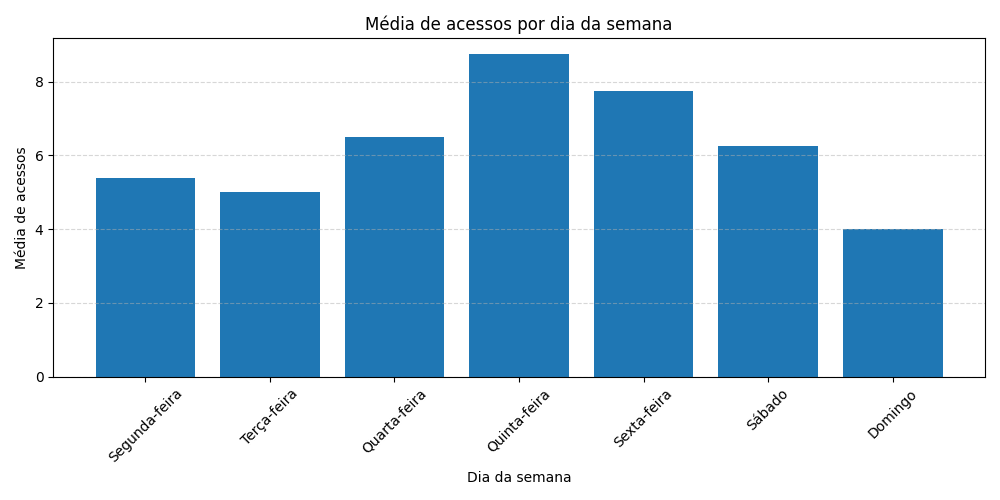 Média de acessos por dia da semana
Média de acessos
8
6
4
2
0
Segunda-feira
Terça-feira
Quarta-feira
Quinta-feira
Sexta-feira
Sábado
Domingo
Dia da semana